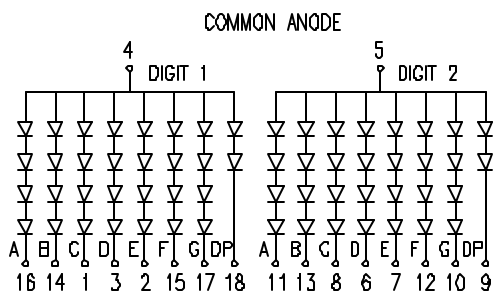 COMMON ANODE
4 5
DIGIT 1 DIGIT 2
A B C D E F G DP A B C D E F G DP
16 14 1 3 2 15 17 18 11 13 8 6 7 12 10 9